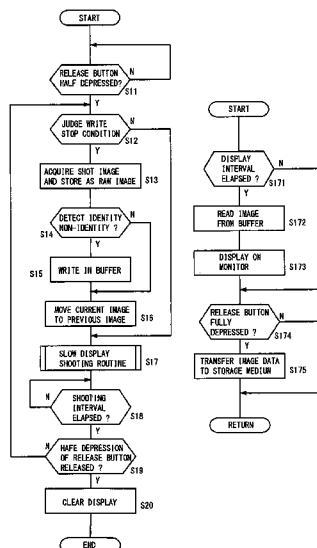 START
RELEASE BUTTON
HALF DEPRESSED?
N
S11
Y
JUDGE WRITE
STOP CONDITION
N
S12
Y
ACQUIRE SHOT IMAGE
AND STORE AS RAW IMAGE
S13
DETECT IDENTITY
NON-IDENTITY ?
N
S14
Y
S15
WRITE IN BUFFER
MOVE CURRENT IMAGE
TO PREVIOUS IMAGE
S16
SLOW DISPLAY
SHOOTING ROUTINE
S17
N
SHOOTING
INTERVAL
ELAPSED ?
S18
Y
N
HAFE DEPRESSION
OF RELEASE BUTTON
RELEASED ?
S19
Y
CLEAR DISPLAY
S20
END
START
DISPLAY
INTERVAL
ELAPSED ?
N
S171
Y
READ IMAGE
FROM BUFFER
S172
DISPLAY ON
MONITOR
S173
RELEASE BUTTON
FULLY
DEPRESSED ?
N
S174
Y
TRANSFER IMAGE DATA
TO STORAGE MEDIUM
S175
RETURN